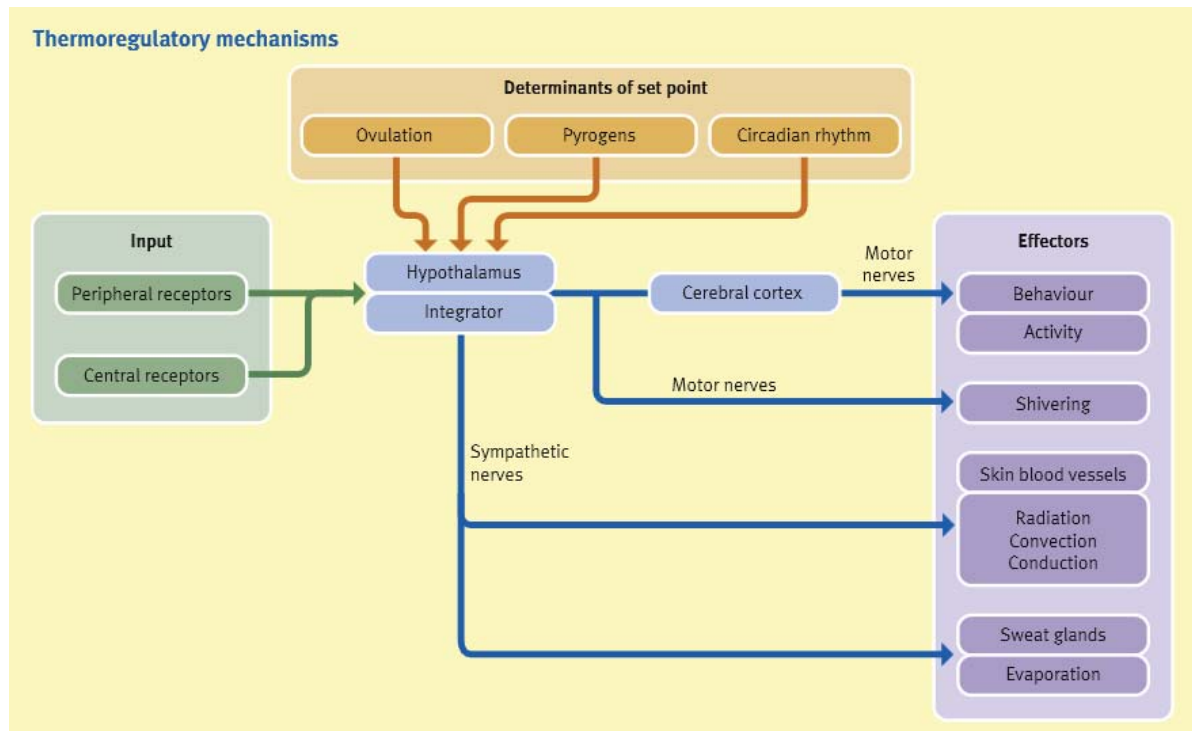 Thermoregulatory mechanisms
Determinants of set point
Ovulation
Pyrogens
Circadian rhythm
Input
Peripheral receptors
Central receptors
Hypothalamus
Integrator
Cerebral cortex
Motor
nerves
Motor nerves
Sympathetic
nerves
Effectors
Behaviour
Activity
Shivering
Skin blood vessels
Radiation
Convection
Conduction
Sweat glands
Evaporation